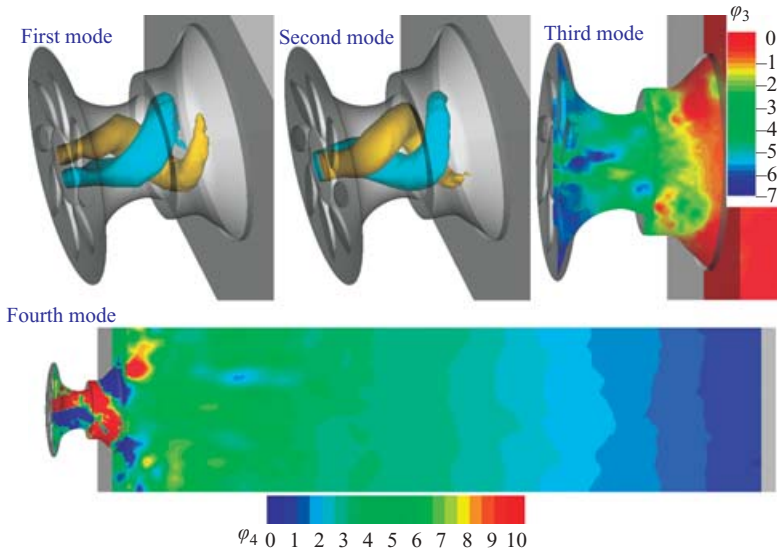 First mode
Second mode
Third mode
φ3
0
–1
–2
–3
–4
–5
–6
–7
Fourth mode
φ4 0 1 2 3 4 5 6 7 8 9 10